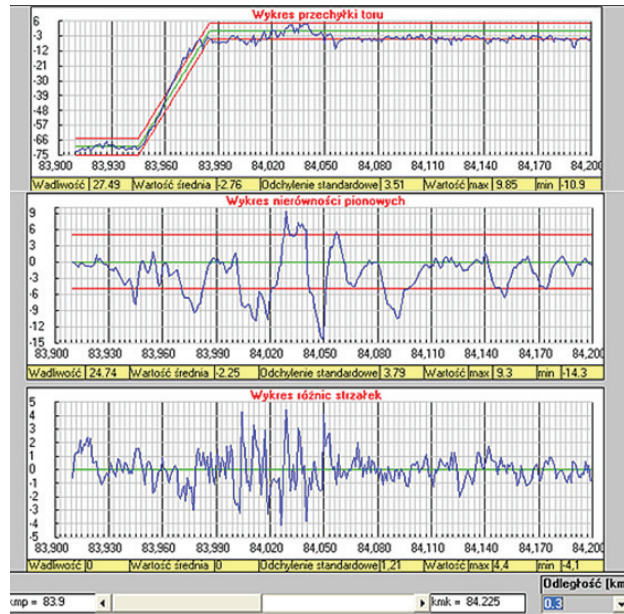 Wykres przechyłki toru
6
-3
-12
-21
-30
-39
-48
-57
-66
-75
83,900 83,930 83,960 83,990 84,020 84,050 84,080 84,110 84,140 84,170 84,200
Wadliwość 27.49 Wartość średnia -2.76 Odchylenie standardowe 3.51 Wartość max 9.85 min -10.9
Wykres nierówności pionowych
9
6
3
0
-3
-6
-9
-12
-15
83,900 83,930 83,960 83,990 84,020 84,050 84,080 84,110 84,140 84,170 84,200
Wadliwość 24.74 Wartość średnia -2.25 Odchylenie standardowe 3.79 Wartość max 9.3 min -14.3
Wykres różnic strzałek
5
4
3
2
1
0
-1
-2
-3
-4
-5
83,900 83,930 83,960 83,990 84,020 84,050 84,080 84,110 84,140 84,170 84,200
Wadliwość 0 Wartość średnia 0 Odchylenie standardowe 1,21 Wartość max 4,4 min -4,1
Odległość [km
kmp = 83.9 kmk = 84.225 0.3